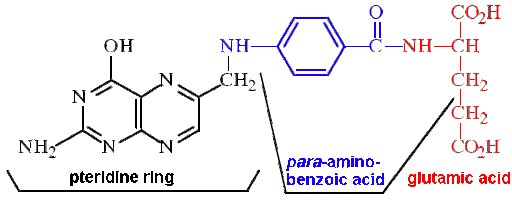 O
CO₂H
OH
NH
C
NH
CH
N
N
CH₂
CH₂
NH₂
N
N
CH₂
CO₂H
para-amino-
benzoic acid
pteridine ring
glutamic acid